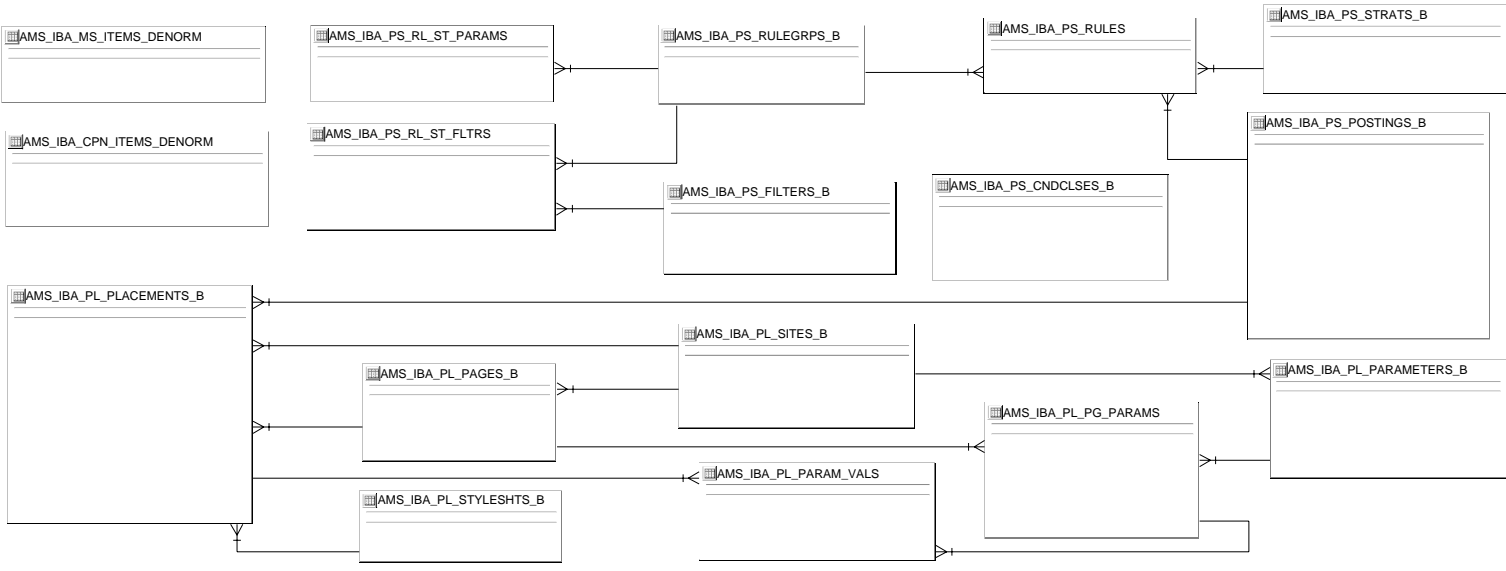 AMS_IBA_MS_ITEMS_DENORM
AMS_IBA_PS_RL_ST_PARAMS
AMS_IBA_PS_RULEGRPS_B
AMS_IBA_PS_RULES
AMS_IBA_PS_STRATS_B
AMS_IBA_CPN_ITEMS_DENORM
AMS_IBA_PS_RL_ST_FLTRS
AMS_IBA_PS_POSTINGS_B
AMS_IBA_PS_FILTERS_B
AMS_IBA_PS_CNDCLSES_B
AMS_IBA_PL_PLACEMENTS_B
AMS_IBA_PL_SITES_B
AMS_IBA_PL_PAGES_B
AMS_IBA_PL_PARAMETERS_B
AMS_IBA_PL_PG_PARAMS
AMS_IBA_PL_PARAM_VALS
AMS_IBA_PL_STYLESHTS_B